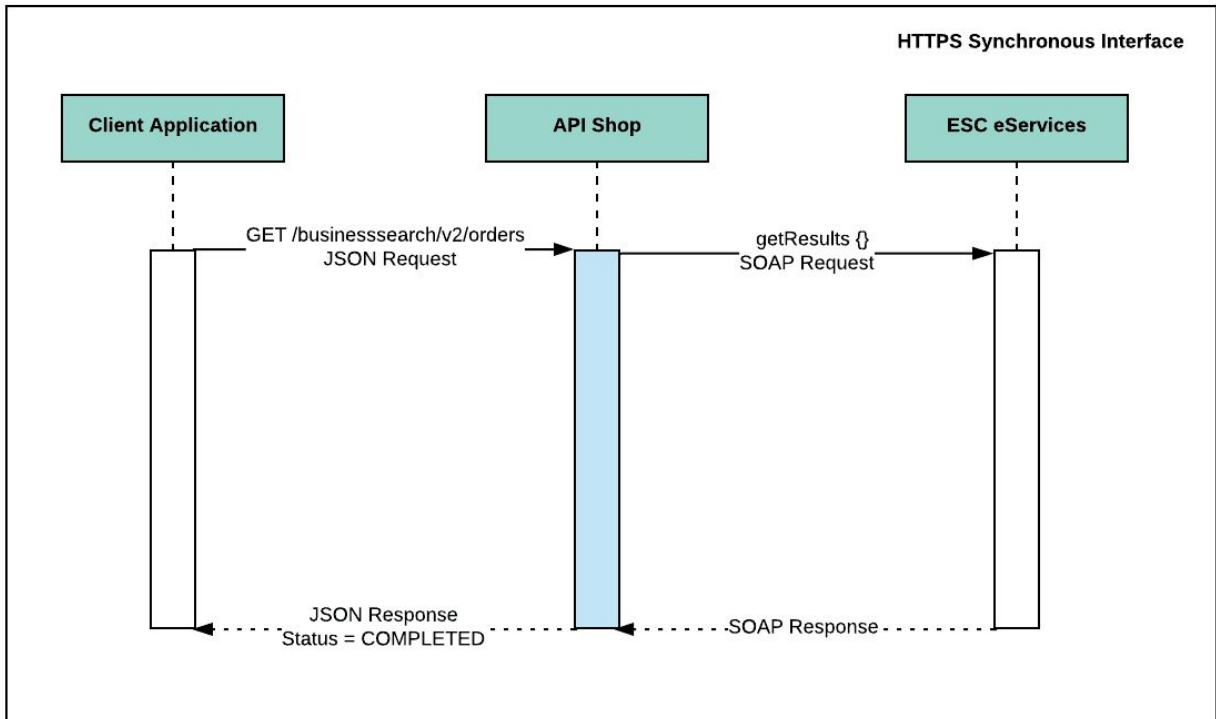 HTTPS Synchronous Interface
Client Application
API Shop
ESC eServices
GET /businesssearch/v2/orders
JSON Request
getResults {}
SOAP Request
JSON Response
Status = COMPLETED
SOAP Response